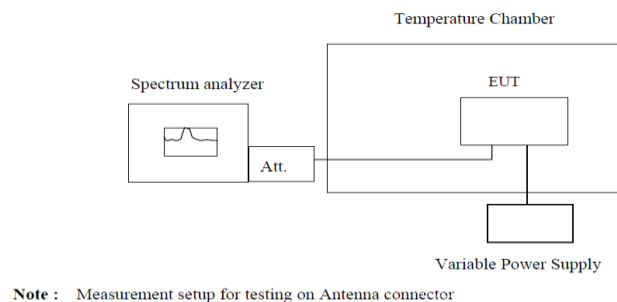 Temperature Chamber
Spectrum analyzer
EUT
Att.
Variable Power Supply
Note : Measurement setup for testing on Antenna connector